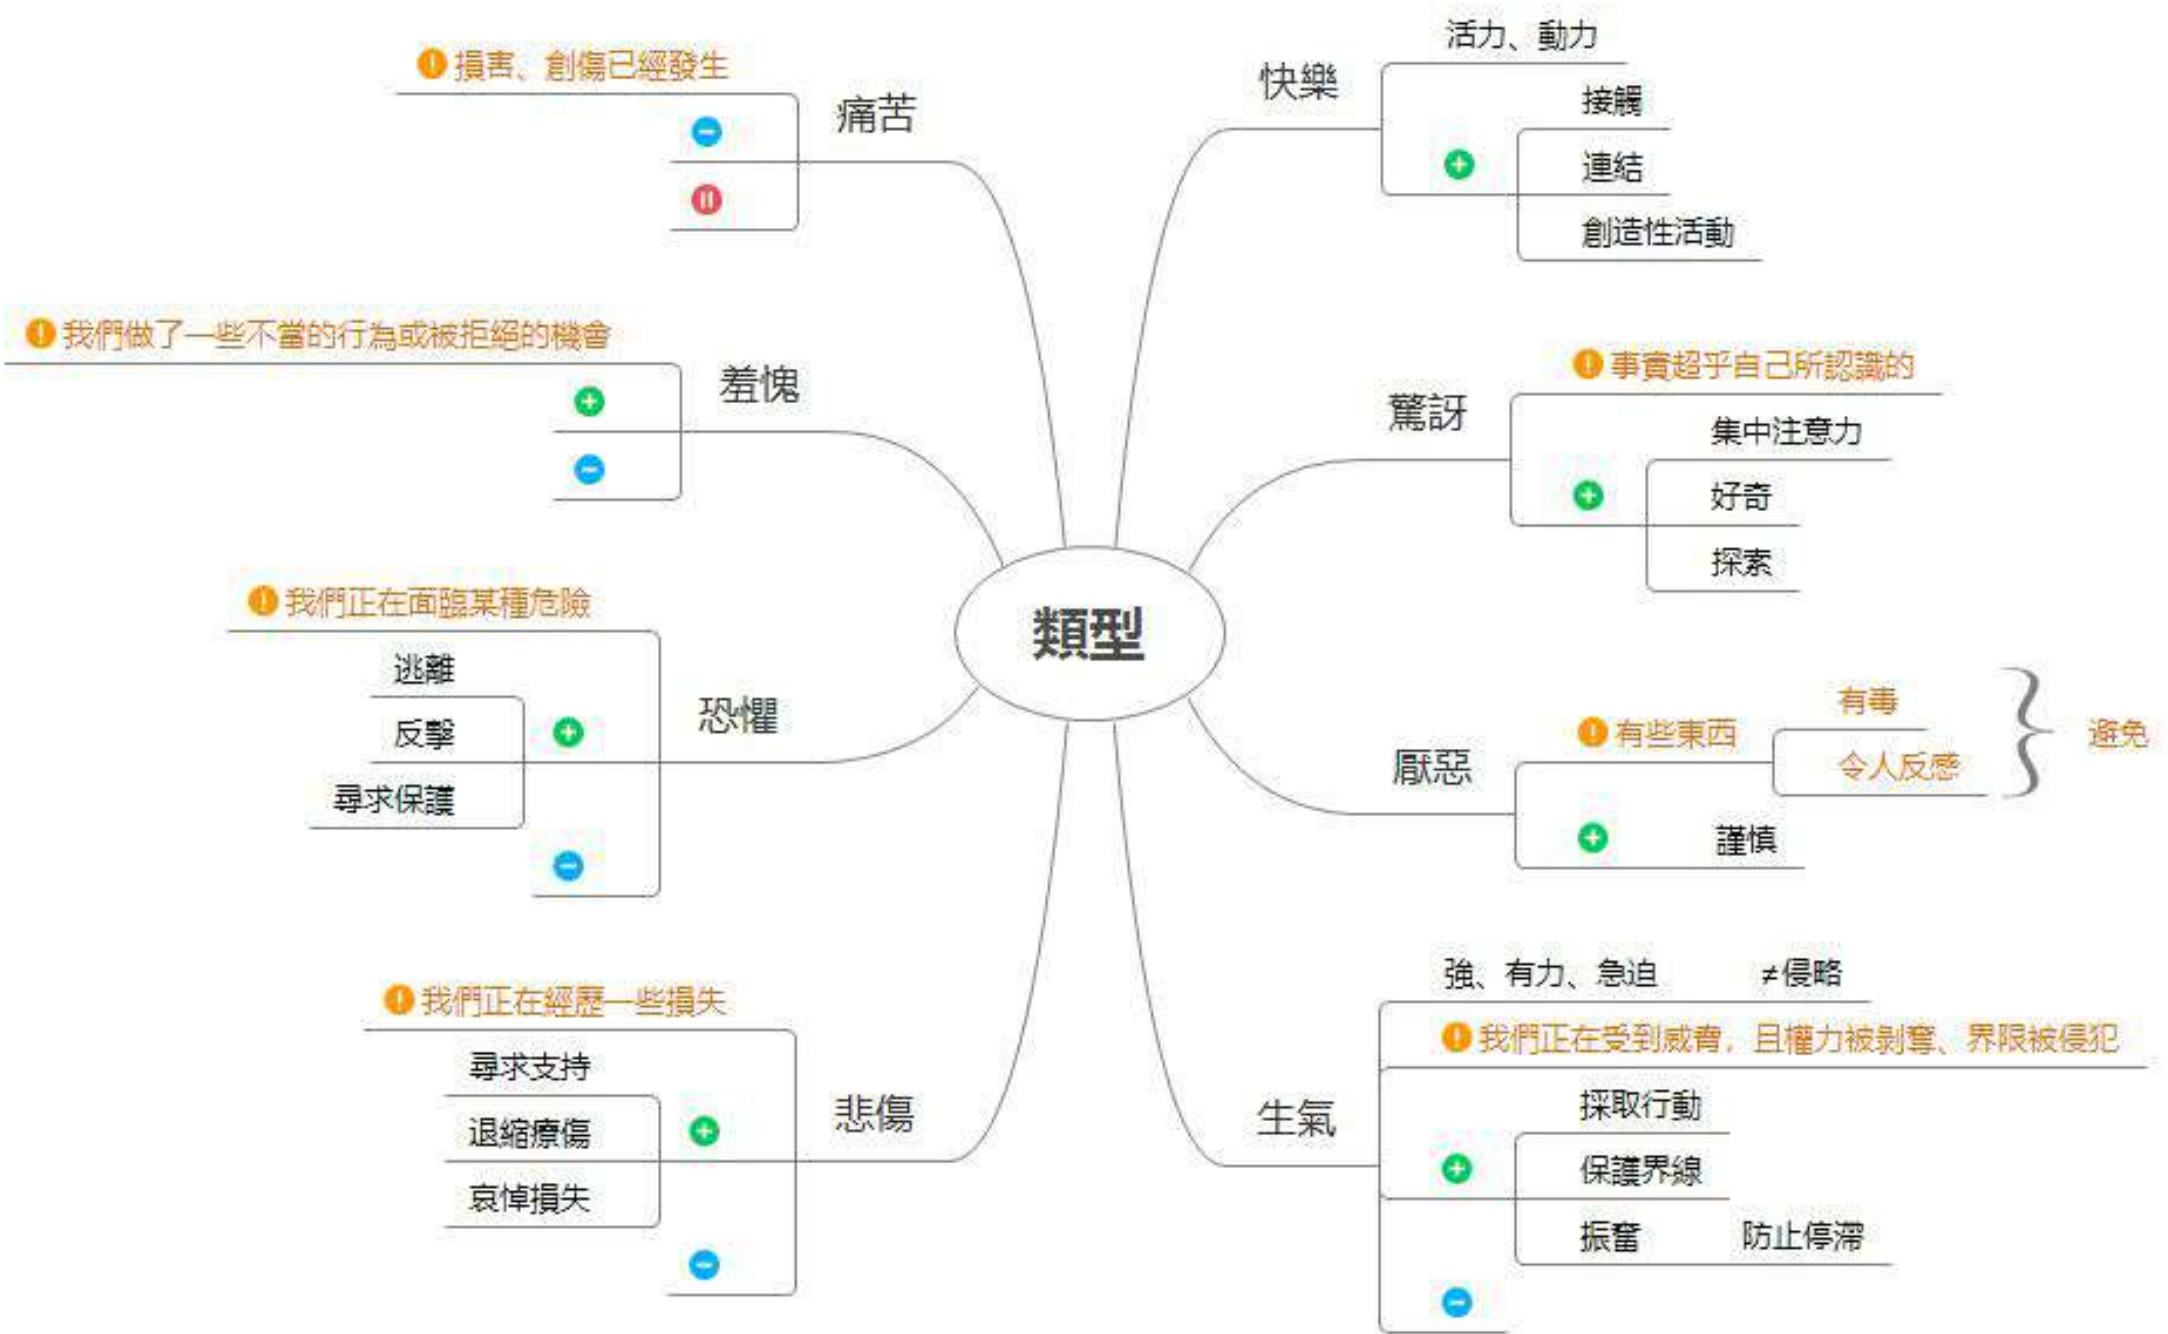 類型
快樂
活力、動力
接觸
連結
創造性活動
驚訝
事實超乎自己所認識的
集中注意力
好奇
探索
厭惡
有些東西
有毒
令人反感
避免
謹慎
生氣
強、有力、急迫 ≠侵略
我們正在受到威脅，且權力被剝奪、界限被侵犯
採取行動
保護界線
振奮 防止停滯
痛苦
損害、創傷已經發生
羞愧
我們做了一些不當的行為或被拒絕的機會
恐懼
我們正在面臨某種危險
逃離
反擊
尋求保護
悲傷
我們正在經歷一些損失
尋求支持
退縮療傷
哀悼損失